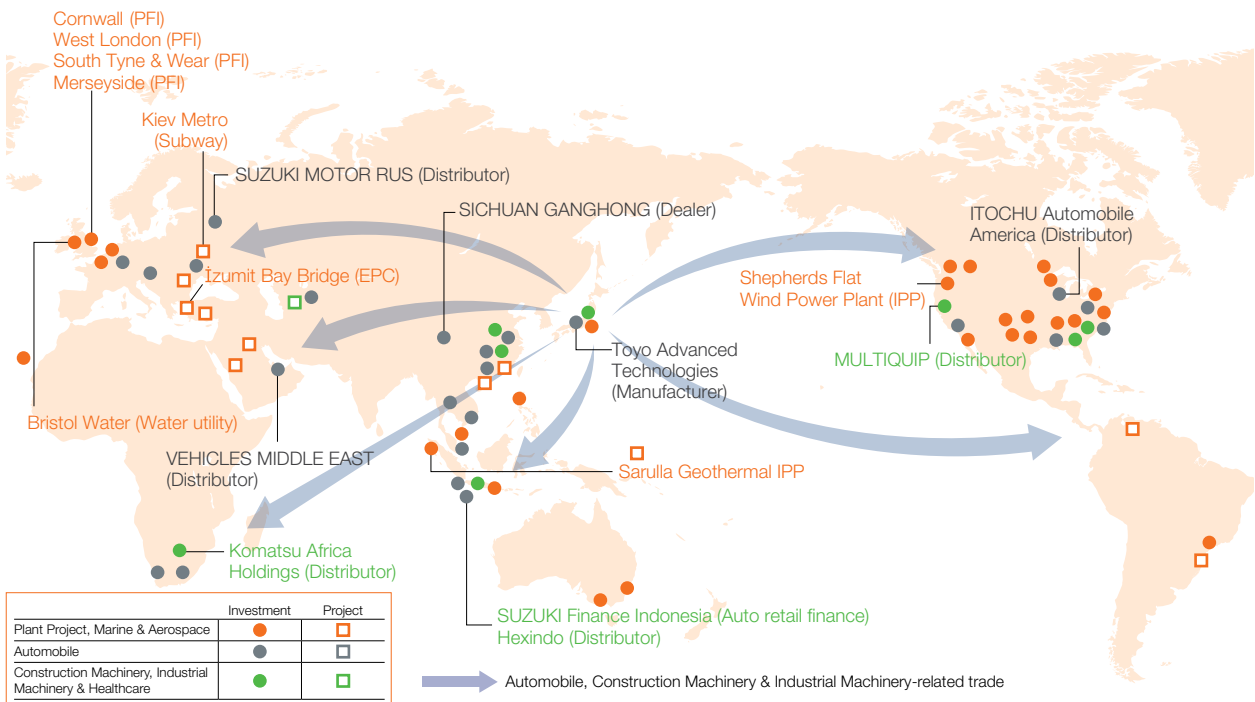 Cornwall (PFI)
West London (PFI)
South Tyne & Wear (PFI)
Merseyside (PFI)
Kiev Metro
(Subway)
SUZUKI MOTOR RUS (Distributor)
SICHUAN GANGHONG (Dealer)
ITOCHU Automobile
America (Distributor)
İzumit Bay Bridge (EPC)
Shepherds Flat
Wind Power Plant (IPP)
MULTIQUIP (Distributor)
Toyo Advanced
Technologies
(Manufacturer)
Bristol Water (Water utility)
VEHICLES MIDDLE EAST
(Distributor)
Sarulla Geothermal IPP
Komatsu Africa
Holdings (Distributor)
SUZUKI Finance Indonesia (Auto retail finance)
Hexindo (Distributor)
Investment Project
Plant Project, Marine & Aerospace
Automobile
Construction Machinery, Industrial
Machinery & Healthcare
Automobile, Construction Machinery & Industrial Machinery-related trade